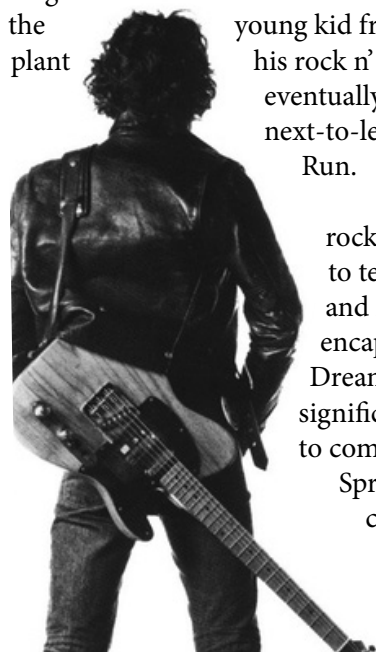 the young kid fr
plant his rock n'
eventually
next-to-le
Run.
rock
to te
and
encap
Dream
signific
to com
Spr
c